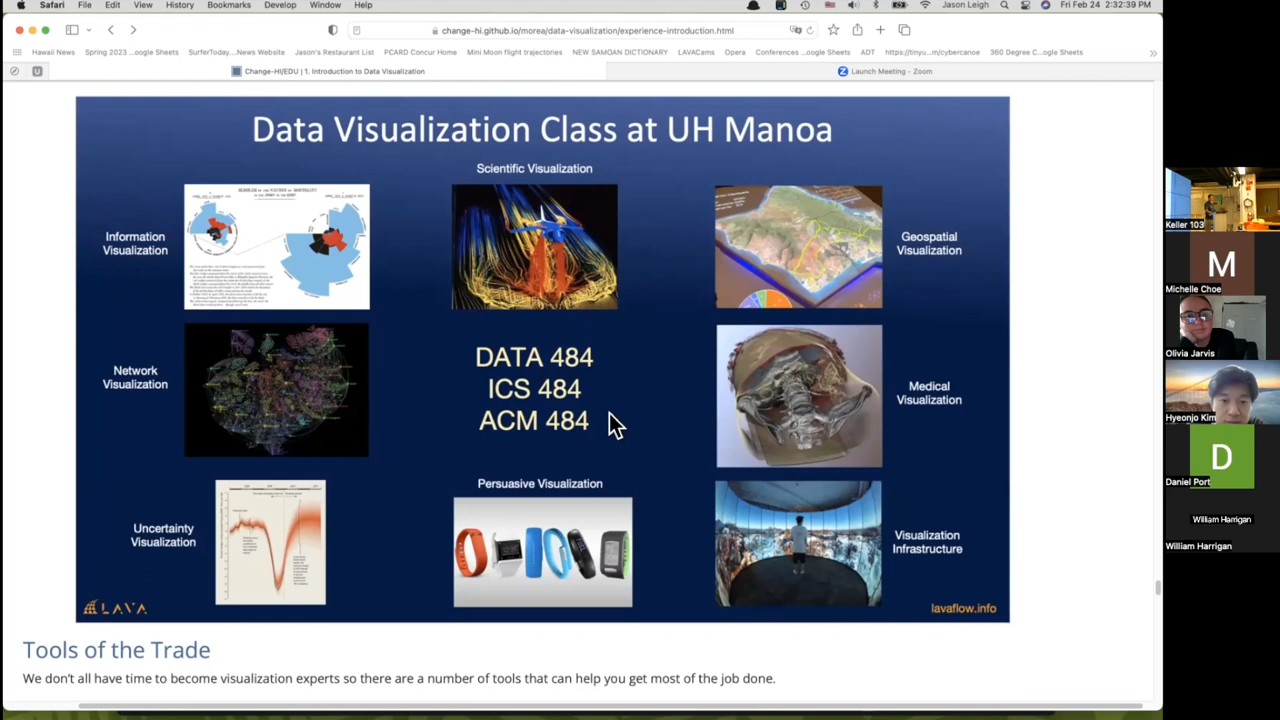 Safari File Edit View History Bookmarks Develop Window Help
Jason Leigh Fri Feb 24 2:32:39 PM
change-hi.github.io/morea/data-visualization/experience-introduction.html
Hawaii News Spring 2023 ...oogle Sheets SurferToday....News Website Jason's Restaurant List PCARD Concur Home Mini Moon flight trajectories NEW SAMOAN DICTIONARY LAVACams Opera Conferences ...oogle Sheets ADT https://tinyu...m/cybercanoe 360 Degree C...gle Sheets
Change-HI/EDU | 1. Introduction to Data Visualization
Launch Meeting - Zoom
Data Visualization Class at UH Manoa
Scientific Visualization
Information
Visualization
Geospatial
Visualization
Network
Visualization
DATA 484
ICS 484
ACM 484
Medical
Visualization
Persuasive Visualization
Uncertainty
Visualization
Visualization
Infrastructure
LAVA
lavaflow.info
Tools of the Trade
We don't all have time to become visualization experts so there are a number of tools that can help you get most of the job done.
Keller 103
M
Michelle Choe
Olivia Jarvis
Hyeonjo Kim
D
Daniel Port
William Harrigan
William Harrigan